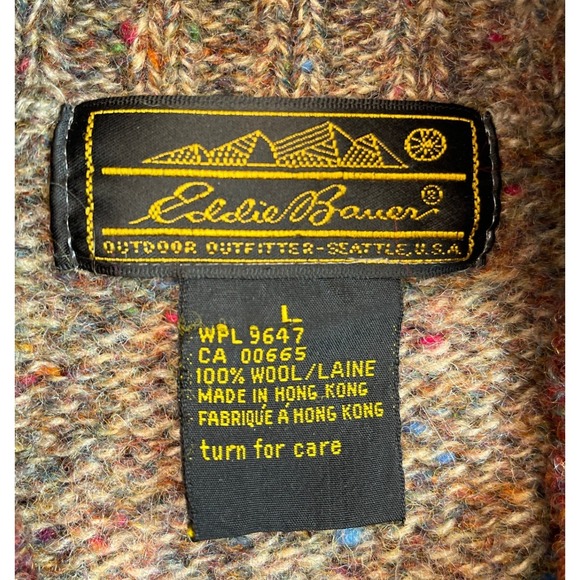 Eddie Bauer®
OUTDOOR OUTFITTER-SEATTLE, U.S.A.
L
WPL 9647
CA 00665
100% WOOL/LAINE
MADE IN HONG KONG
FABRIQUÉ À HONG KONG
turn for care